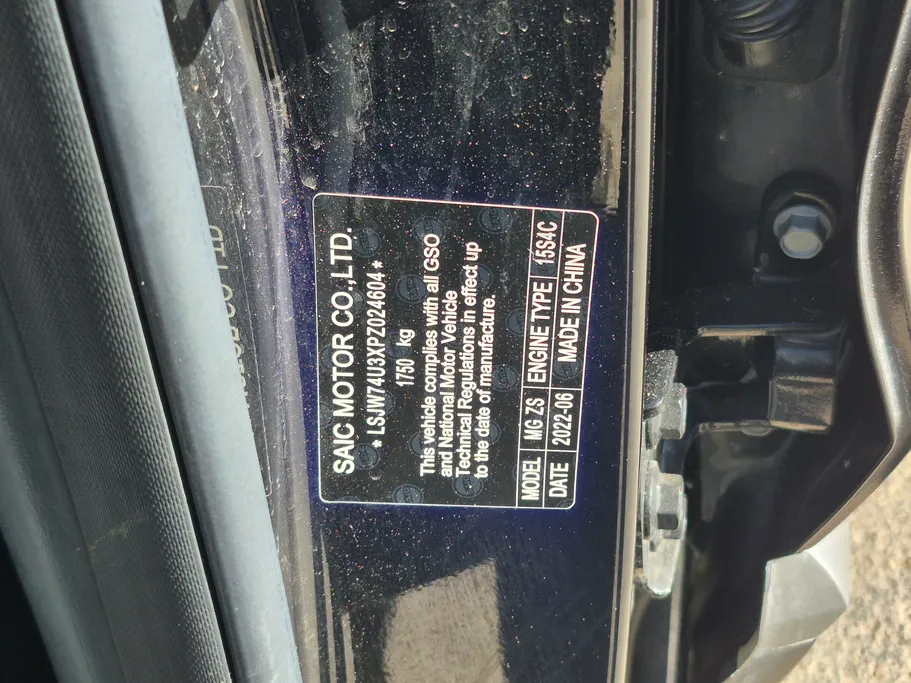 SAIC MOTOR CO.,LTD.
* LSJW74U3XPZ024604 *
1750 kg
This vehicle complies with all GSO
and National Motor Vehicle
Technical Regulations in effect up
to the date of manufacture.
MODEL MG ZS ENGINE TYPE 15S4C
DATE 2022-06 MADE IN CHINA